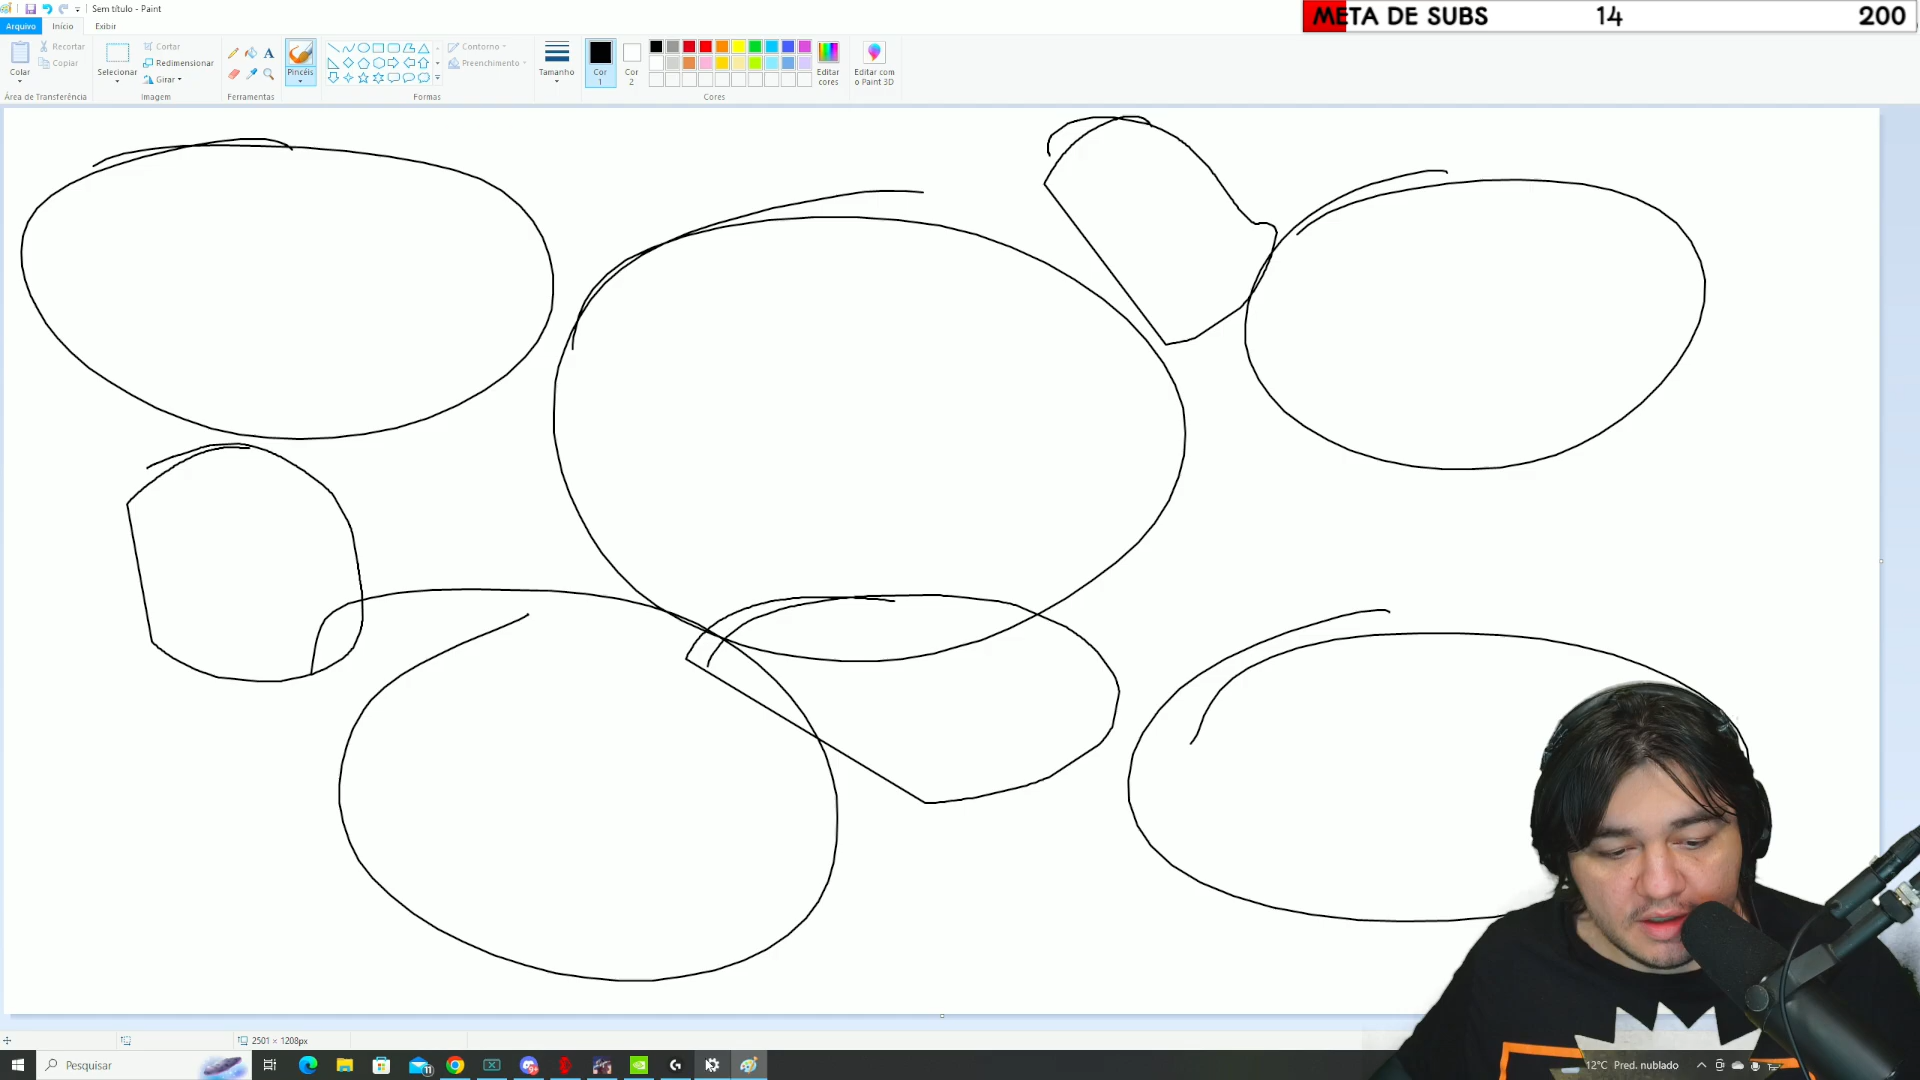 Sem título - Paint
META DE SUBS 14 200
Arquivo Início Exibir
Colar
Recortar
Copiar
Área de Transferência
Selecionar
Cortar
Redimensionar
Girar
Imagem
A
Ferramentas
Pincéis
Contorno
Preenchimento
Formas
Tamanho
Cor 1
Cor 2
Cores
Editar cores
Editar com o Paint 3D
2501 × 1208px
Pesquisar
11
12°C Pred. nublado